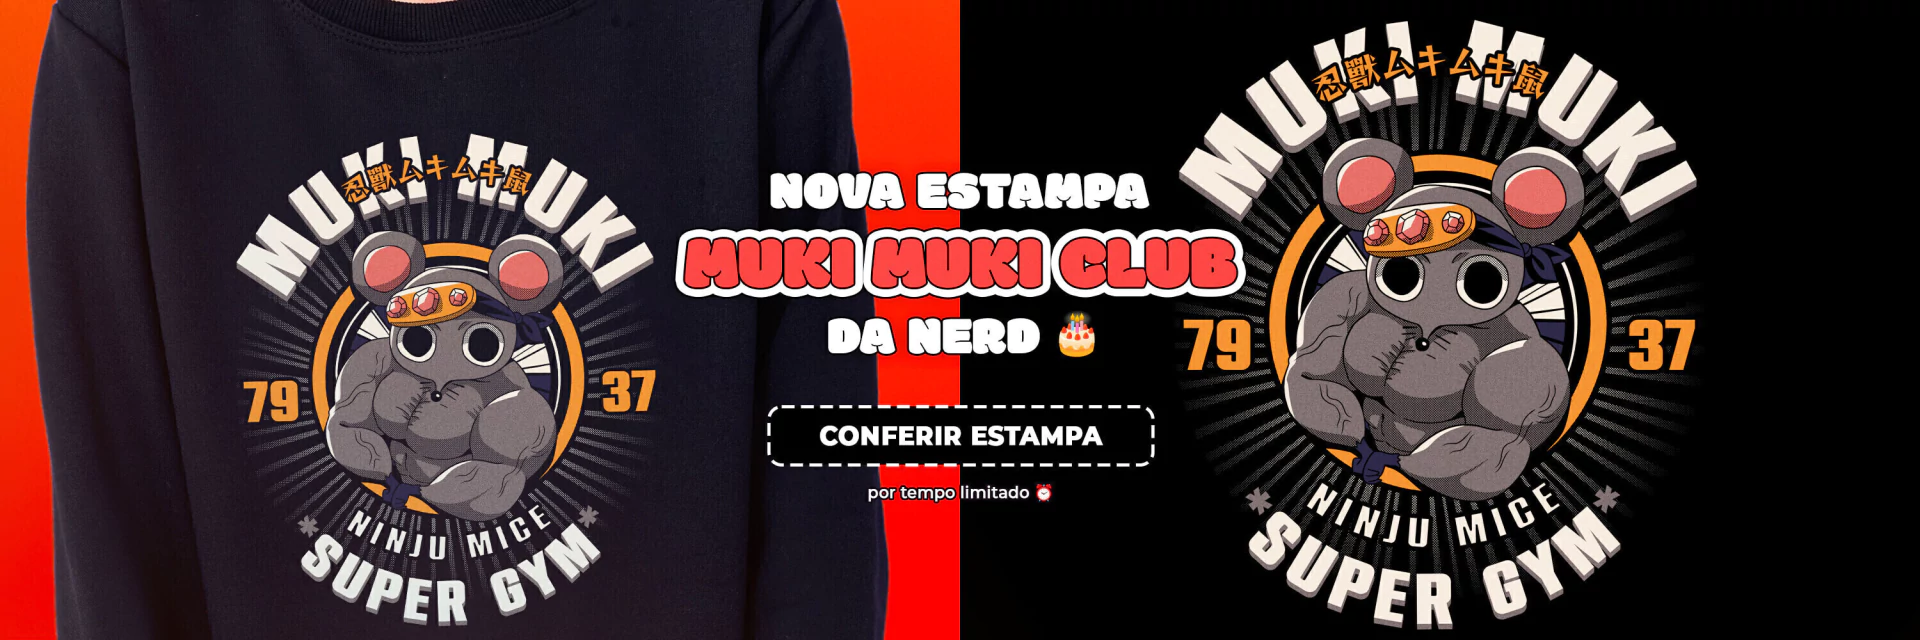 MUKI MUKI
忍獣ムキムキ鼠
79
37
NINJU MICE
SUPER GYM
NOVA ESTAMPA
MUKI MUKI CLUB
DA NERD 🎂
CONFERIR ESTAMPA
por tempo limitado ⏰
MUKI MUKI
忍獣ムキムキ鼠
79
37
NINJU MICE
SUPER GYM